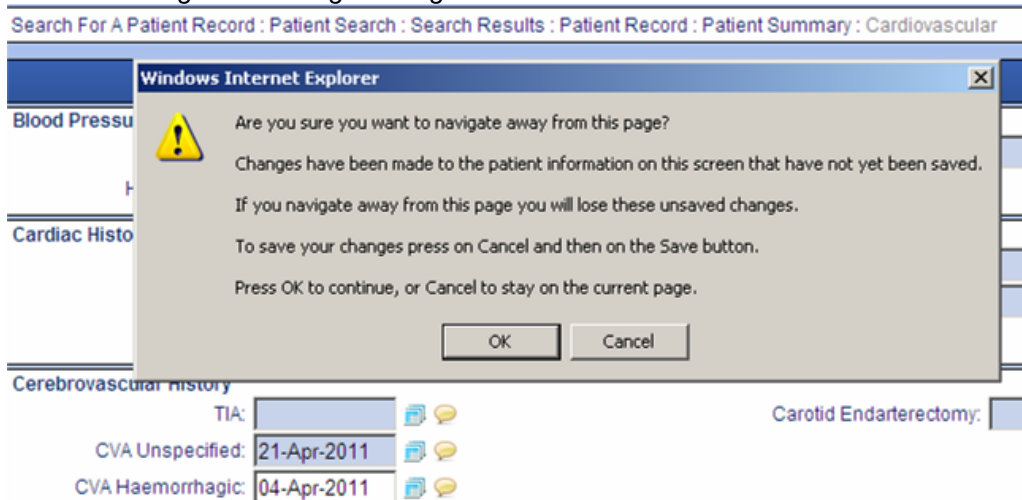 Search For A Patient Record : Patient Search : Search Results : Patient Record : Patient Summary : Cardiovascular
Windows Internet Explorer
Blood Pressu
Are you sure you want to navigate away from this page?
Changes have been made to the patient information on this screen that have not yet been saved.
H
If you navigate away from this page you will lose these unsaved changes.
Cardiac Histo
To save your changes press on Cancel and then on the Save button.
Press OK to continue, or Cancel to stay on the current page.
OK Cancel
Cerebrovascular History
TIA: Carotid Endarterectomy:
CVA Unspecified: 21-Apr-2011
CVA Haemorrhagic: 04-Apr-2011